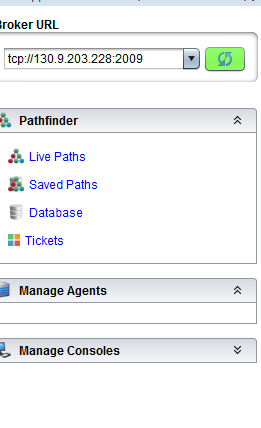 Broker URL
tcp://130.9.203.228:2009
Pathfinder
Live Paths
Saved Paths
Database
Tickets
Manage Agents
Manage Consoles